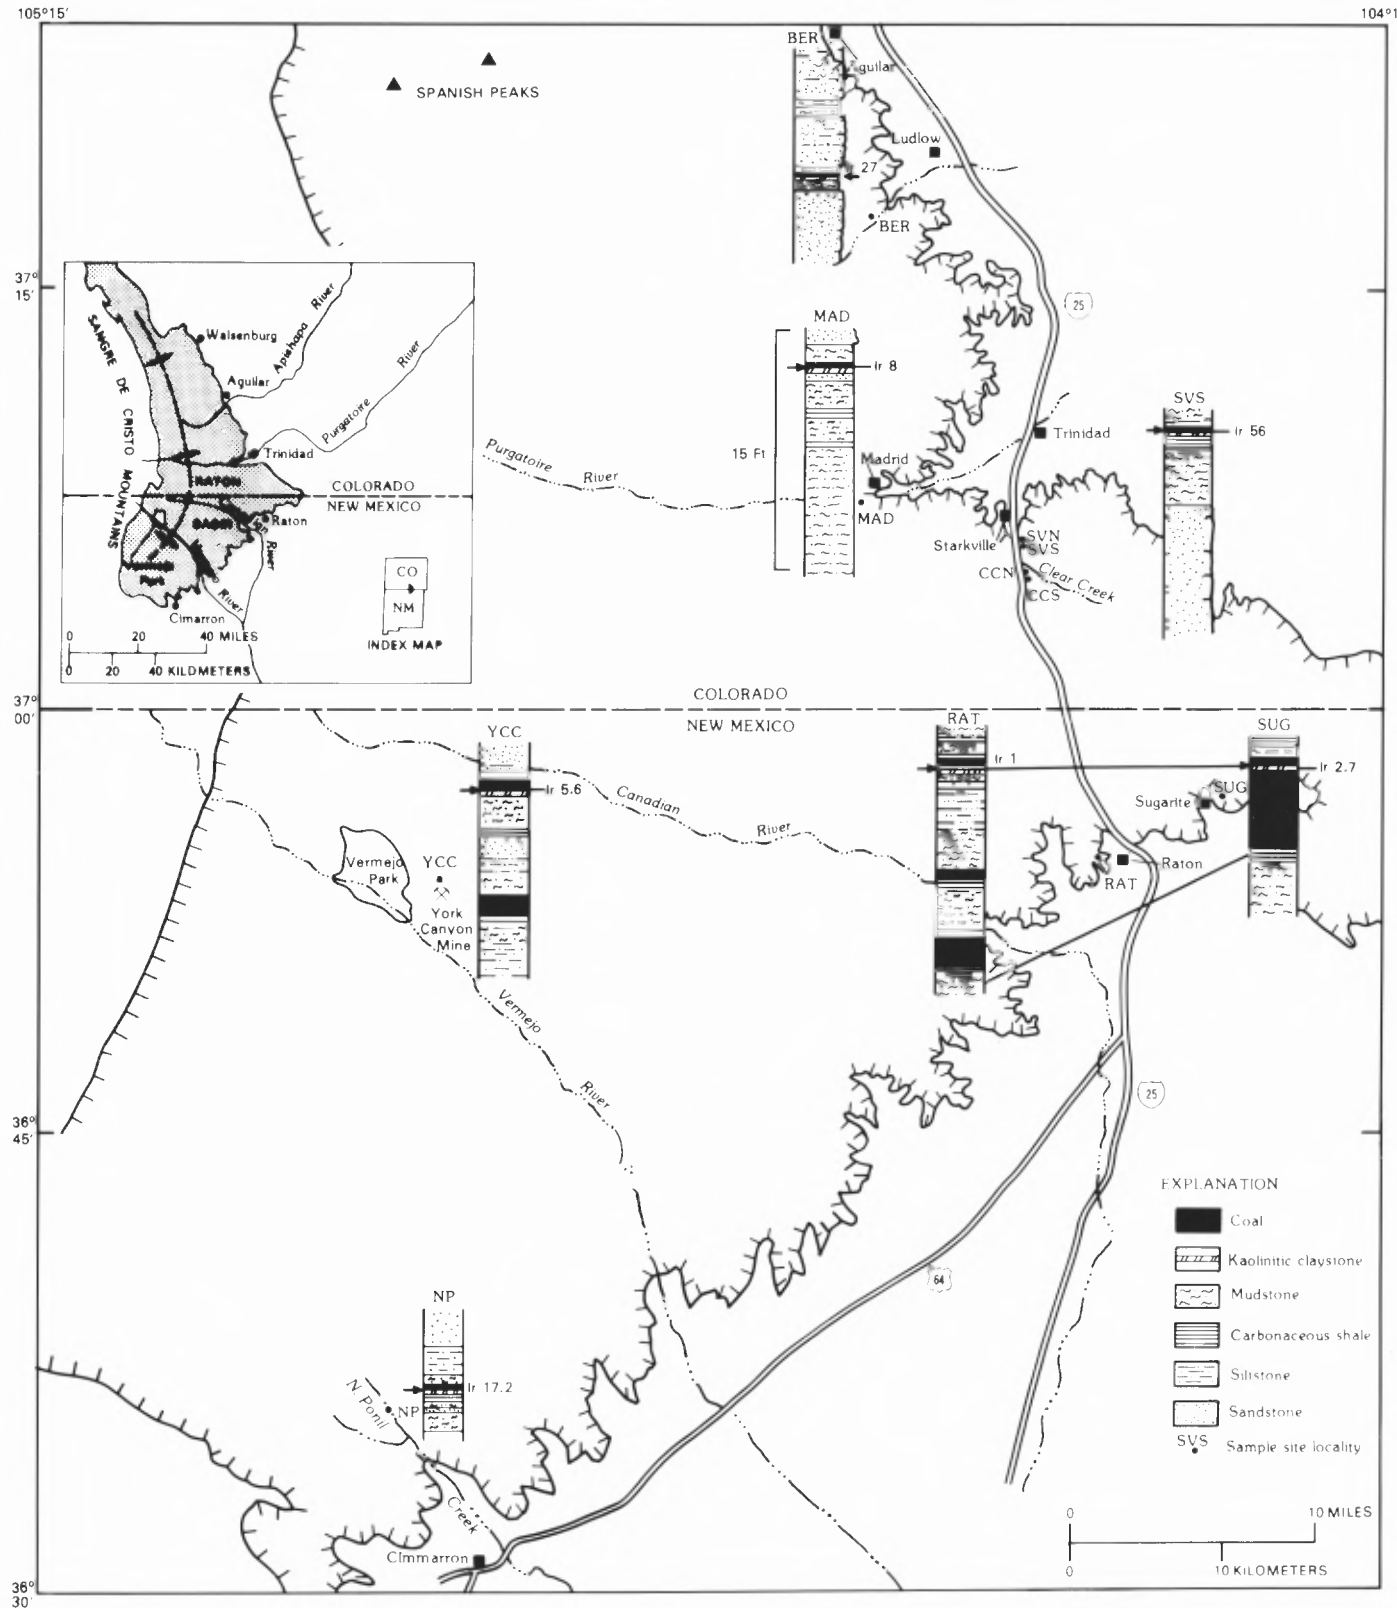 105°15'
104°1
BER
guilar
SPANISH PEAKS
Ludlow
27
BER
37°
15'
25
MAD
Ir 8
15 Ft
SANGRE DE CRISTO MOUNTAINS
Walsenburg
Apishapa River
Aguilar
Purgatoire River
Trinidad
RATON
COLORADO
NEW MEXICO
BASIN
Raton
River
Park
River
Cimarron
CO
NM
INDEX MAP
0 20 40 MILES
0 20 40 KILDMETERS
Purgatoire River
Madrid
MAD
Trinidad
SVS
Ir 56
Starkville
SVN
SVS
CCN
Clear Creek
CCS
37°
00'
COLORADO
NEW MEXICO
YCC
Ir 5.6
RAT
Ir 1
SUG
Ir 2.7
Canadian River
Sugarite
SUG
Vermejo
Park
YCC
York
Canyon
Mine
Raton
RAT
Vermejo River
36°
45'
25
64
NP
Ir 17.2
N Ponil
NP
Creek
CImmarron
EXPLANATION
Coal
Kaolinitic claystone
Mudstone
Carbonaceous shale
Siltstone
Sandstone
SVS Sample site locality
0 10 MILES
0 10 KILOMETERS
36°
30'